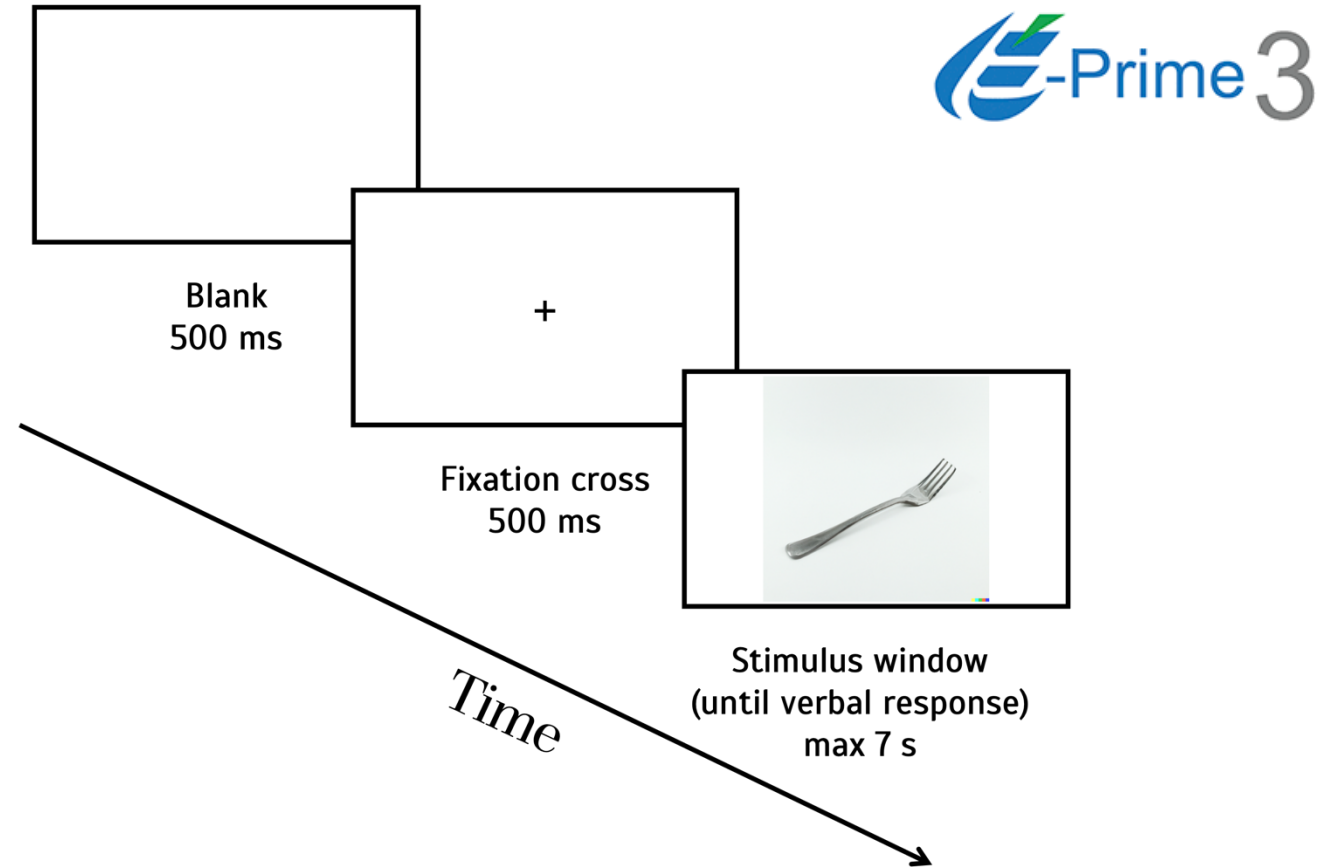 E-Prime 3
Blank
500 ms
+
Fixation cross
500 ms
Stimulus window
(until verbal response)
max 7 s
Time